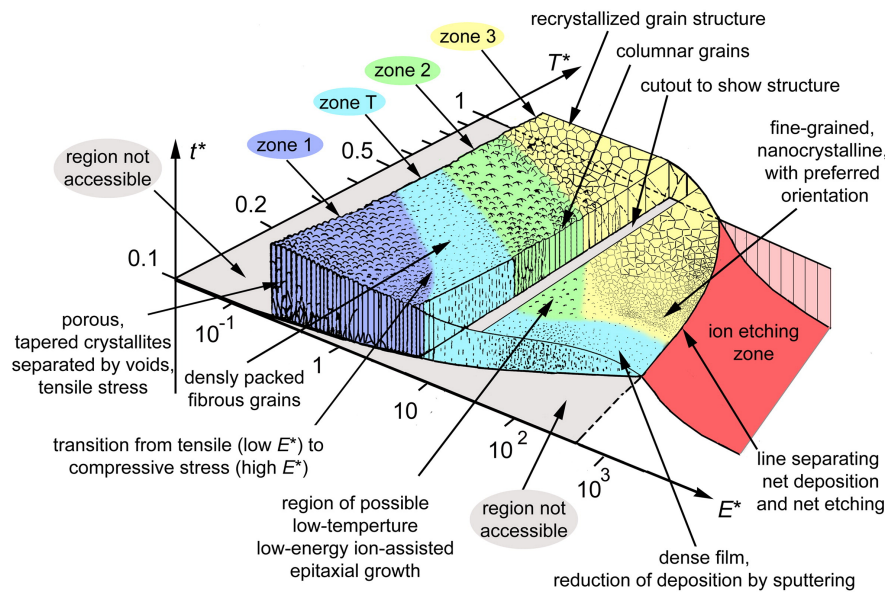 recrystallized grain structure
columnar grains
cutout to show structure
fine-grained,
nanocrystalline,
with preferred
orientation
zone 3
zone 2
zone T
zone 1
T*
1
0.5
0.2
0.1
t*
region not
accessible
porous,
tapered crystallites
separated by voids,
tensile stress
10-1
1
10
10 2
10 3
E*
densly packed
fibrous grains
transition from tensile (low E*) to
compressive stress (high E*)
region of possible
low-temperture
low-energy ion-assisted
epitaxial growth
region not
accessible
ion etching
zone
line separating
net deposition
and net etching
dense film,
reduction of deposition by sputtering